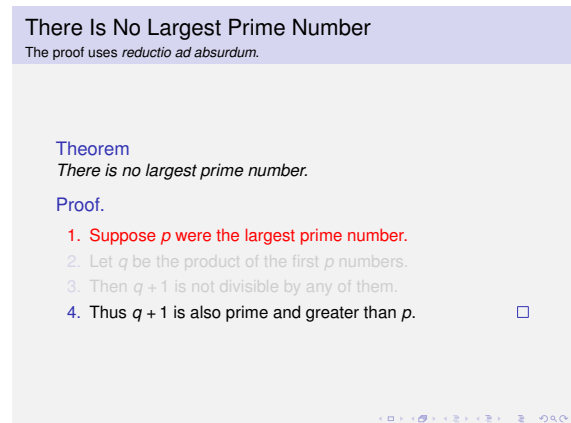 There Is No Largest Prime Number
The proof uses reductio ad absurdum.
Theorem
There is no largest prime number.
Proof.
1. Suppose p were the largest prime number.
2. Let q be the product of the first p numbers.
3. Then q + 1 is not divisible by any of them.
4. Thus q + 1 is also prime and greater than p.